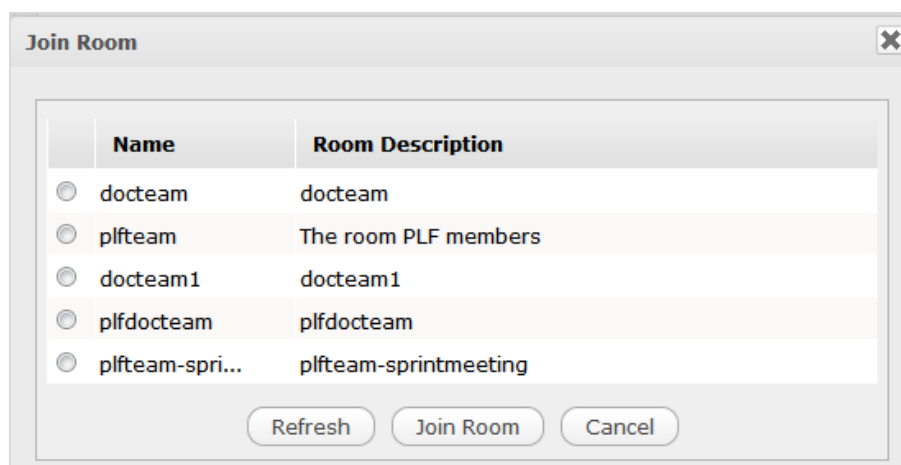 Join Room
Name Room Description
docteam docteam
plfteam The room PLF members
docteam1 docteam1
plfdocteam plfdocteam
plfteam-spri... plfteam-sprintmeeting
Refresh Join Room Cancel